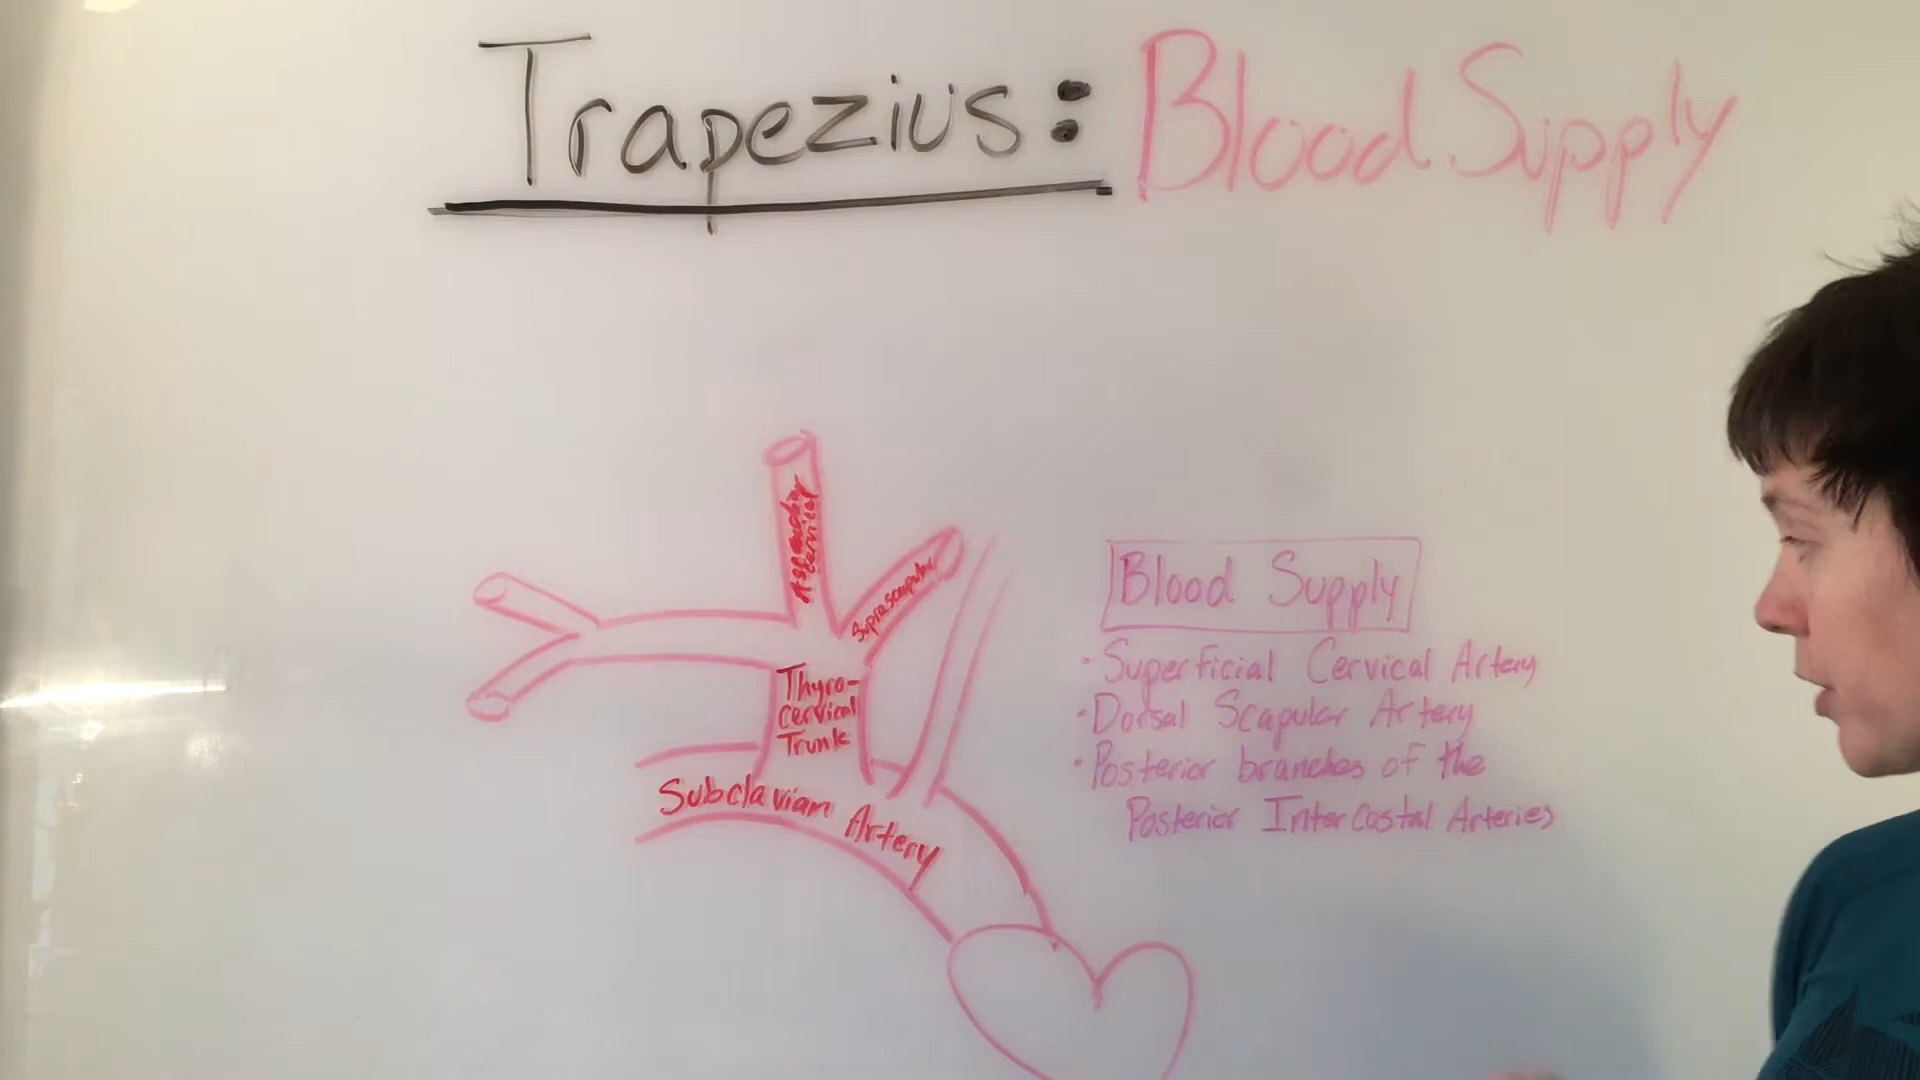 Trapezius: Blood Supply
Cervical
Suprascapular
Thyro-
cervical
Trunk
Subclavian Artery
Blood Supply
• Superficial Cervical Artery
• Dorsal Scapular Artery
• Posterior branches of the
Posterior Intercostal Arteries